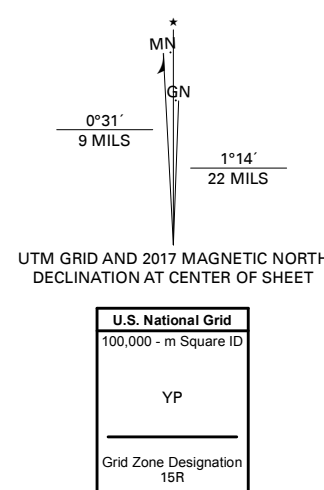 ★
MN
GN
0°31´
9 MILS
1°14´
22 MILS
UTM GRID AND 2017 MAGNETIC NORTH
DECLINATION AT CENTER OF SHEET
U.S. National Grid
100,000 - m Square ID
YP
Grid Zone Designation
15R